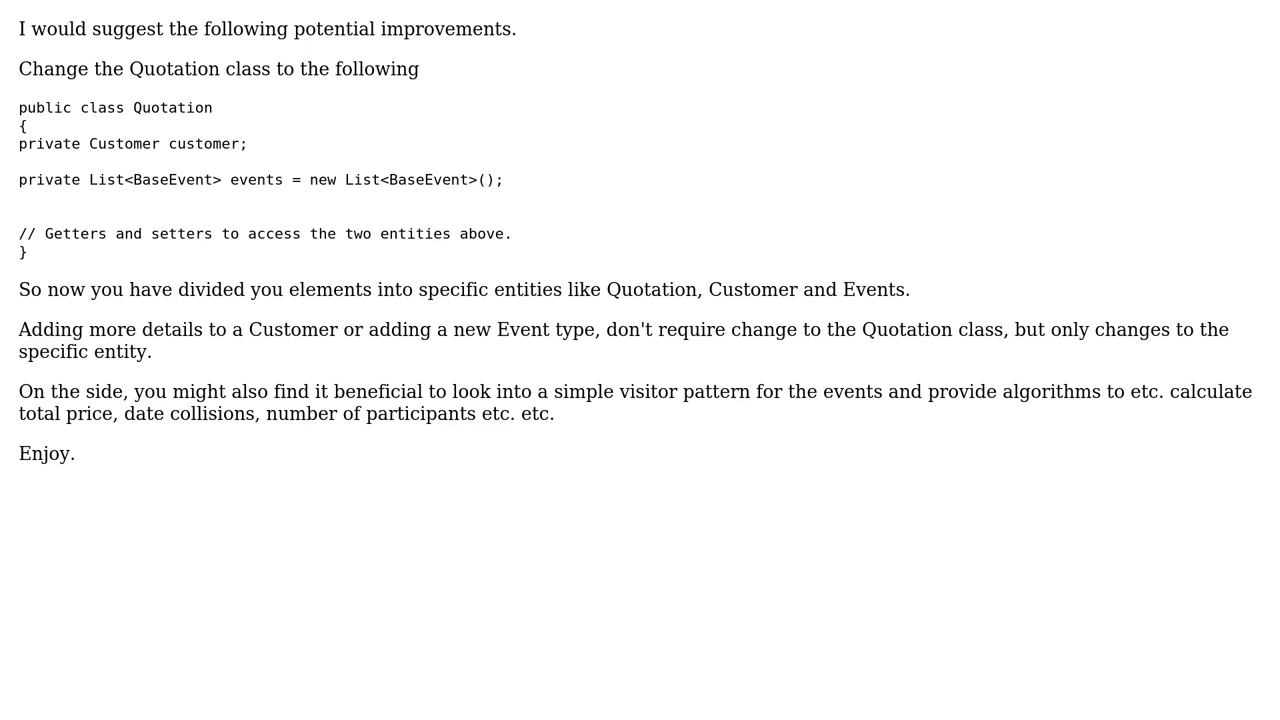 I would suggest the following potential improvements.
Change the Quotation class to the following
public class Quotation
{
private Customer customer;
private List<BaseEvent> events = new List<BaseEvent>();
// Getters and setters to access the two entities above.
}
So now you have divided you elements into specific entities like Quotation, Customer and Events.
Adding more details to a Customer or adding a new Event type, don't require change to the Quotation class, but only changes to the
specific entity.
On the side, you might also find it beneficial to look into a simple visitor pattern for the events and provide algorithms to etc. calculate
total price, date collisions, number of participants etc. etc.
Enjoy.